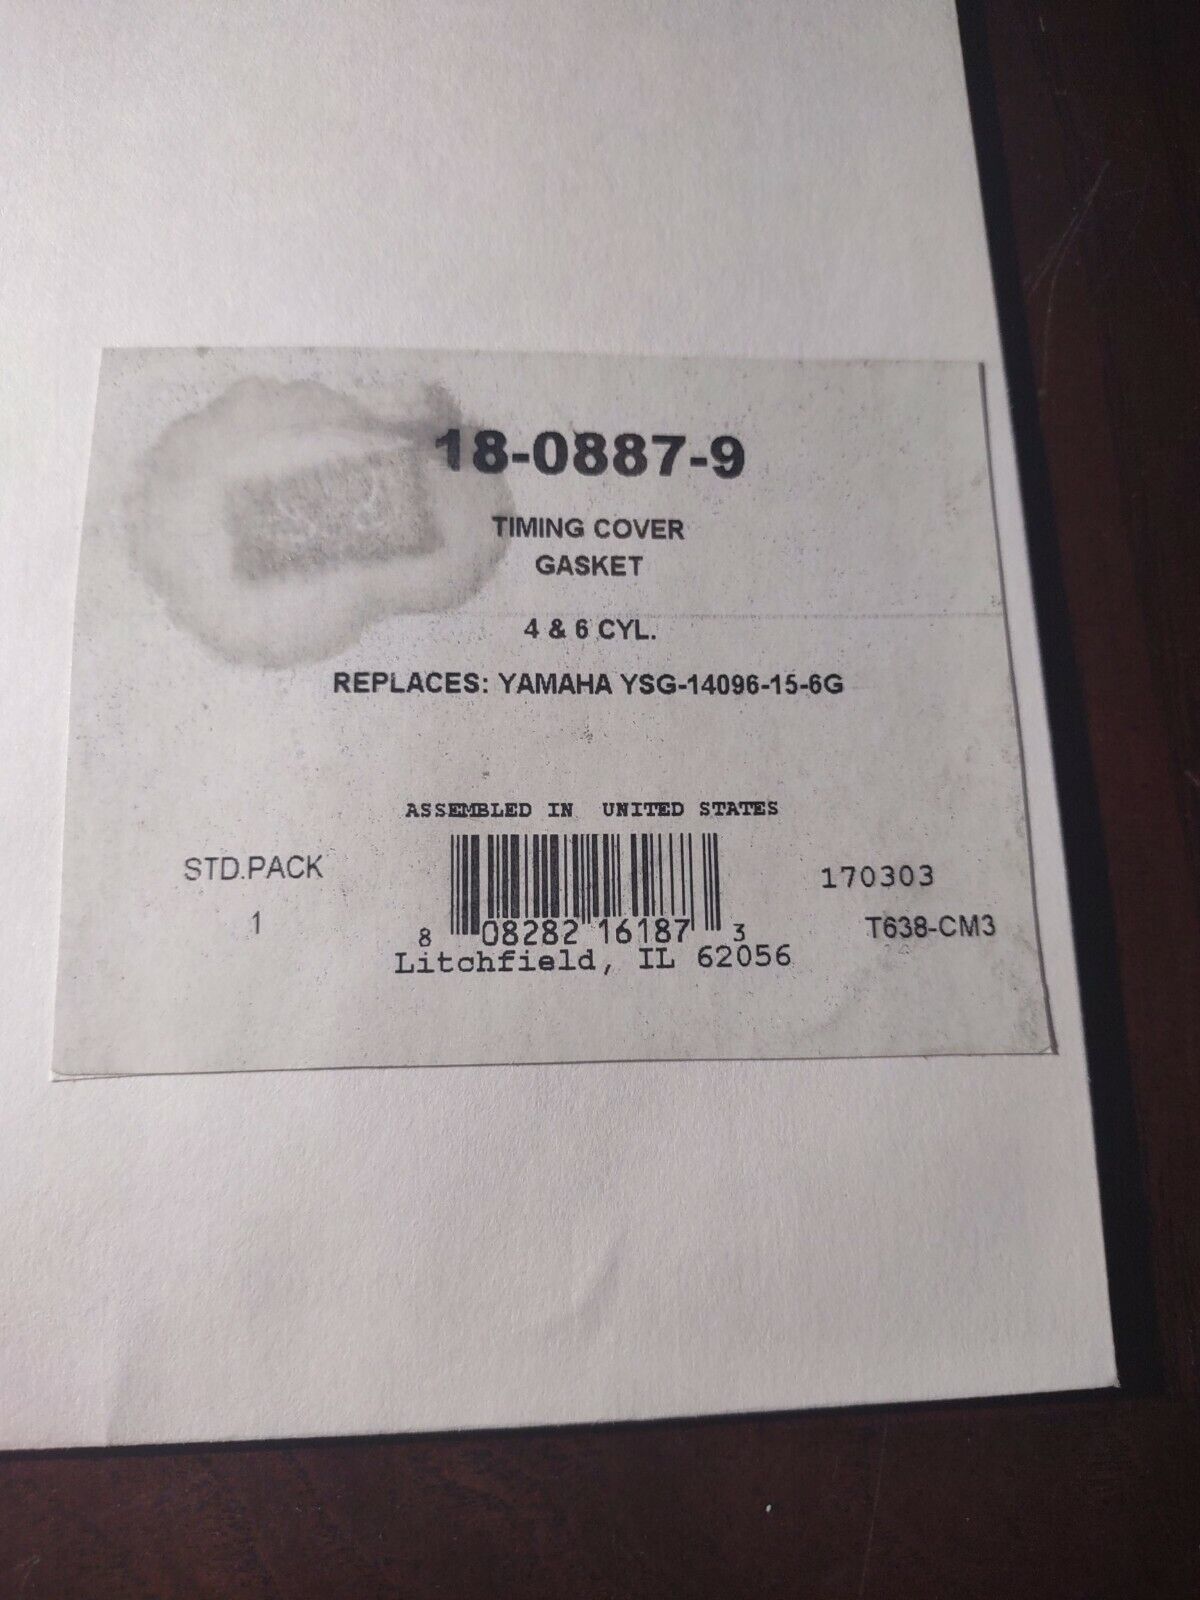 18-0887-9
TIMING COVER
GASKET
4 & 6 CYL.
REPLACES: YAMAHA YSG-14096-15-6G
ASSEMBLED IN UNITED STATES
STD.PACK
1
8 08282 16187 3
Litchfield, IL 62056
170303
T638-CM3